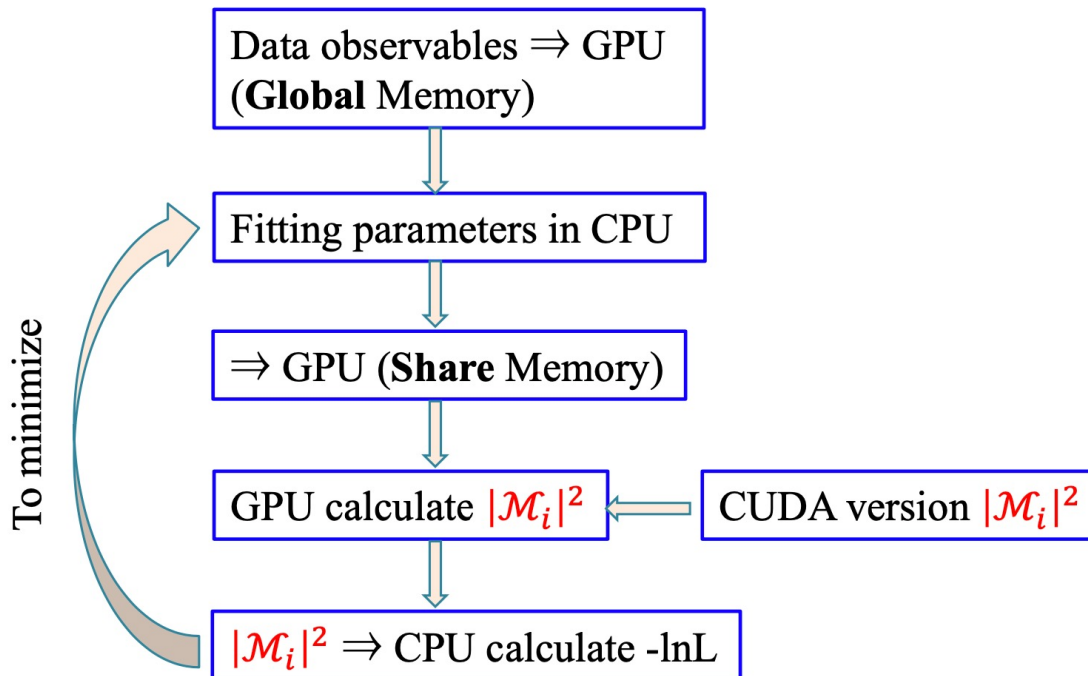 Data observables ⇒ GPU
(Global Memory)
Fitting parameters in CPU
⇒ GPU (Share Memory)
GPU calculate |ℳᵢ|²
CUDA version |ℳᵢ|²
|ℳᵢ|² ⇒ CPU calculate -lnL
To minimize